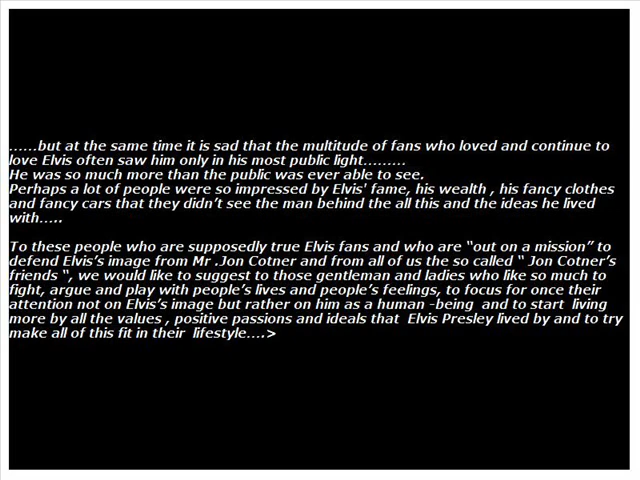 ......but at the same time it is sad that the multitude of fans who loved and continue to
love Elvis often saw him only in his most public light.........
He was so much more than the public was ever able to see.
Perhaps a lot of people were so impressed by Elvis' fame, his wealth , his fancy clothes
and fancy cars that they didn't see the man behind the all this and the ideas he lived
with.....
To these people who are supposedly true Elvis fans and who are “out on a mission” to
defend Elvis's image from Mr .Jon Cotner and from all of us the so called “ Jon Cotner's
friends “, we would like to suggest to those gentleman and ladies who like so much to
fight, argue and play with people's lives and people's feelings, to focus for once their
attention not on Elvis's image but rather on him as a human -being  and to start  living
more by all the values , positive passions and ideals that  Elvis Presley lived by and to try
make all of this fit in their  lifestyle....>